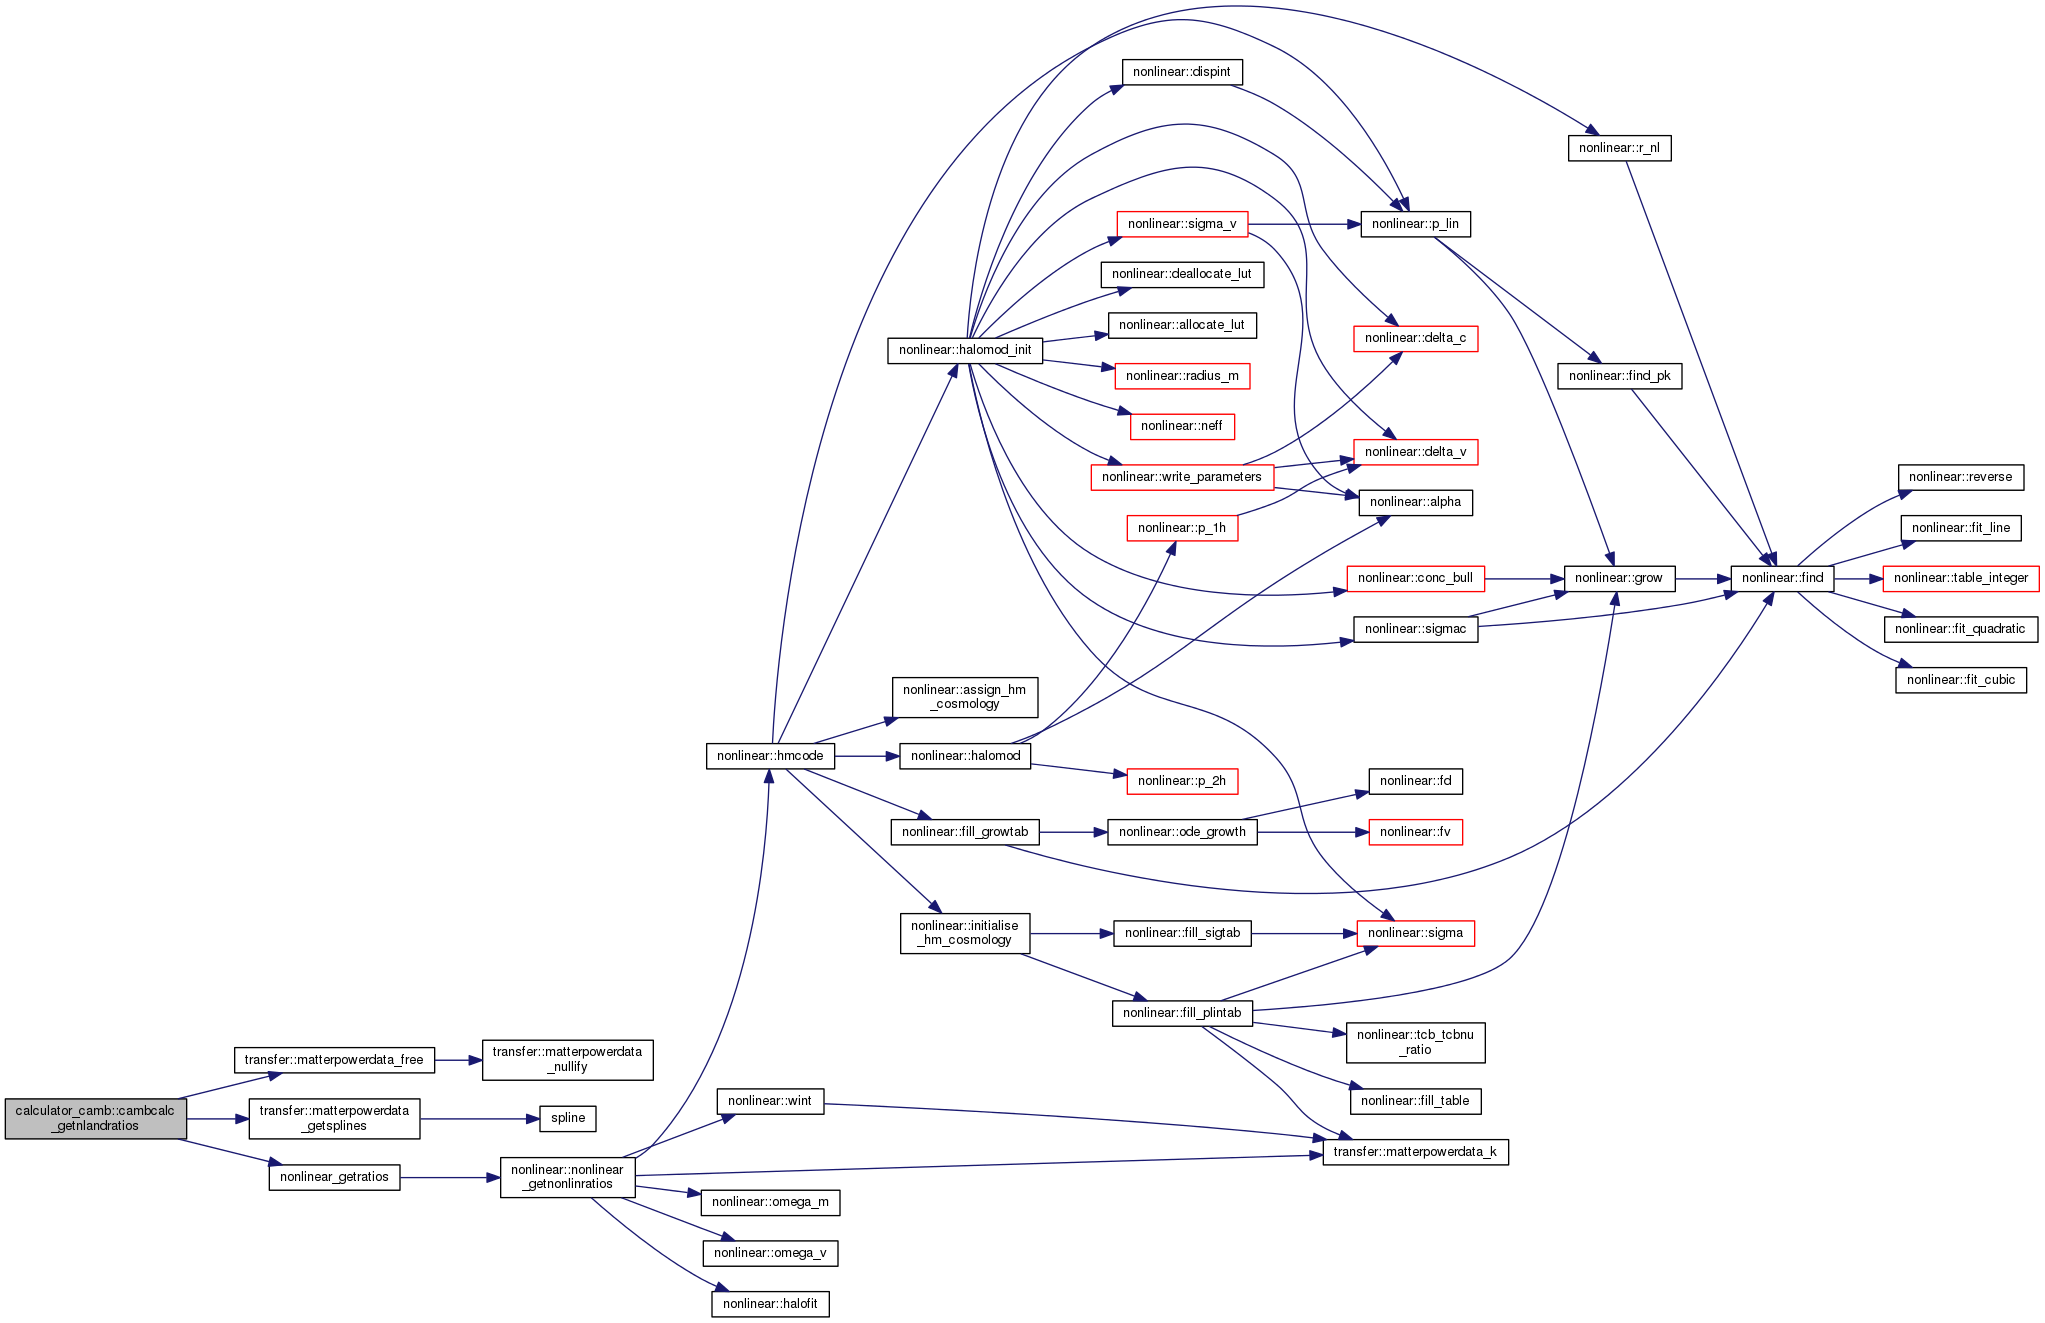 calculator_camb::cambcalc
_getnlandratios
transfer::matterpowerdata_free
transfer::matterpowerdata
_nullify
transfer::matterpowerdata
_getsplines
spline
nonlinear_getratios
nonlinear::nonlinear
_getnonlinratios
nonlinear::hmcode
nonlinear::wint
nonlinear::omega_m
nonlinear::omega_v
nonlinear::halofit
nonlinear::halomod_init
nonlinear::assign_hm
_cosmology
nonlinear::halomod
nonlinear::fill_growtab
nonlinear::initialise
_hm_cosmology
nonlinear::dispint
nonlinear::sigma_v
nonlinear::deallocate_lut
nonlinear::allocate_lut
nonlinear::radius_m
nonlinear::neff
nonlinear::write_parameters
nonlinear::p_1h
nonlinear::p_2h
nonlinear::ode_growth
nonlinear::fill_sigtab
nonlinear::fill_plintab
nonlinear::p_lin
nonlinear::delta_c
nonlinear::delta_v
nonlinear::alpha
nonlinear::conc_bull
nonlinear::sigmac
nonlinear::fd
nonlinear::fv
nonlinear::sigma
nonlinear::tcb_tcbnu
_ratio
nonlinear::fill_table
transfer::matterpowerdata_k
nonlinear::r_nl
nonlinear::find_pk
nonlinear::grow
nonlinear::find
nonlinear::reverse
nonlinear::fit_line
nonlinear::table_integer
nonlinear::fit_quadratic
nonlinear::fit_cubic